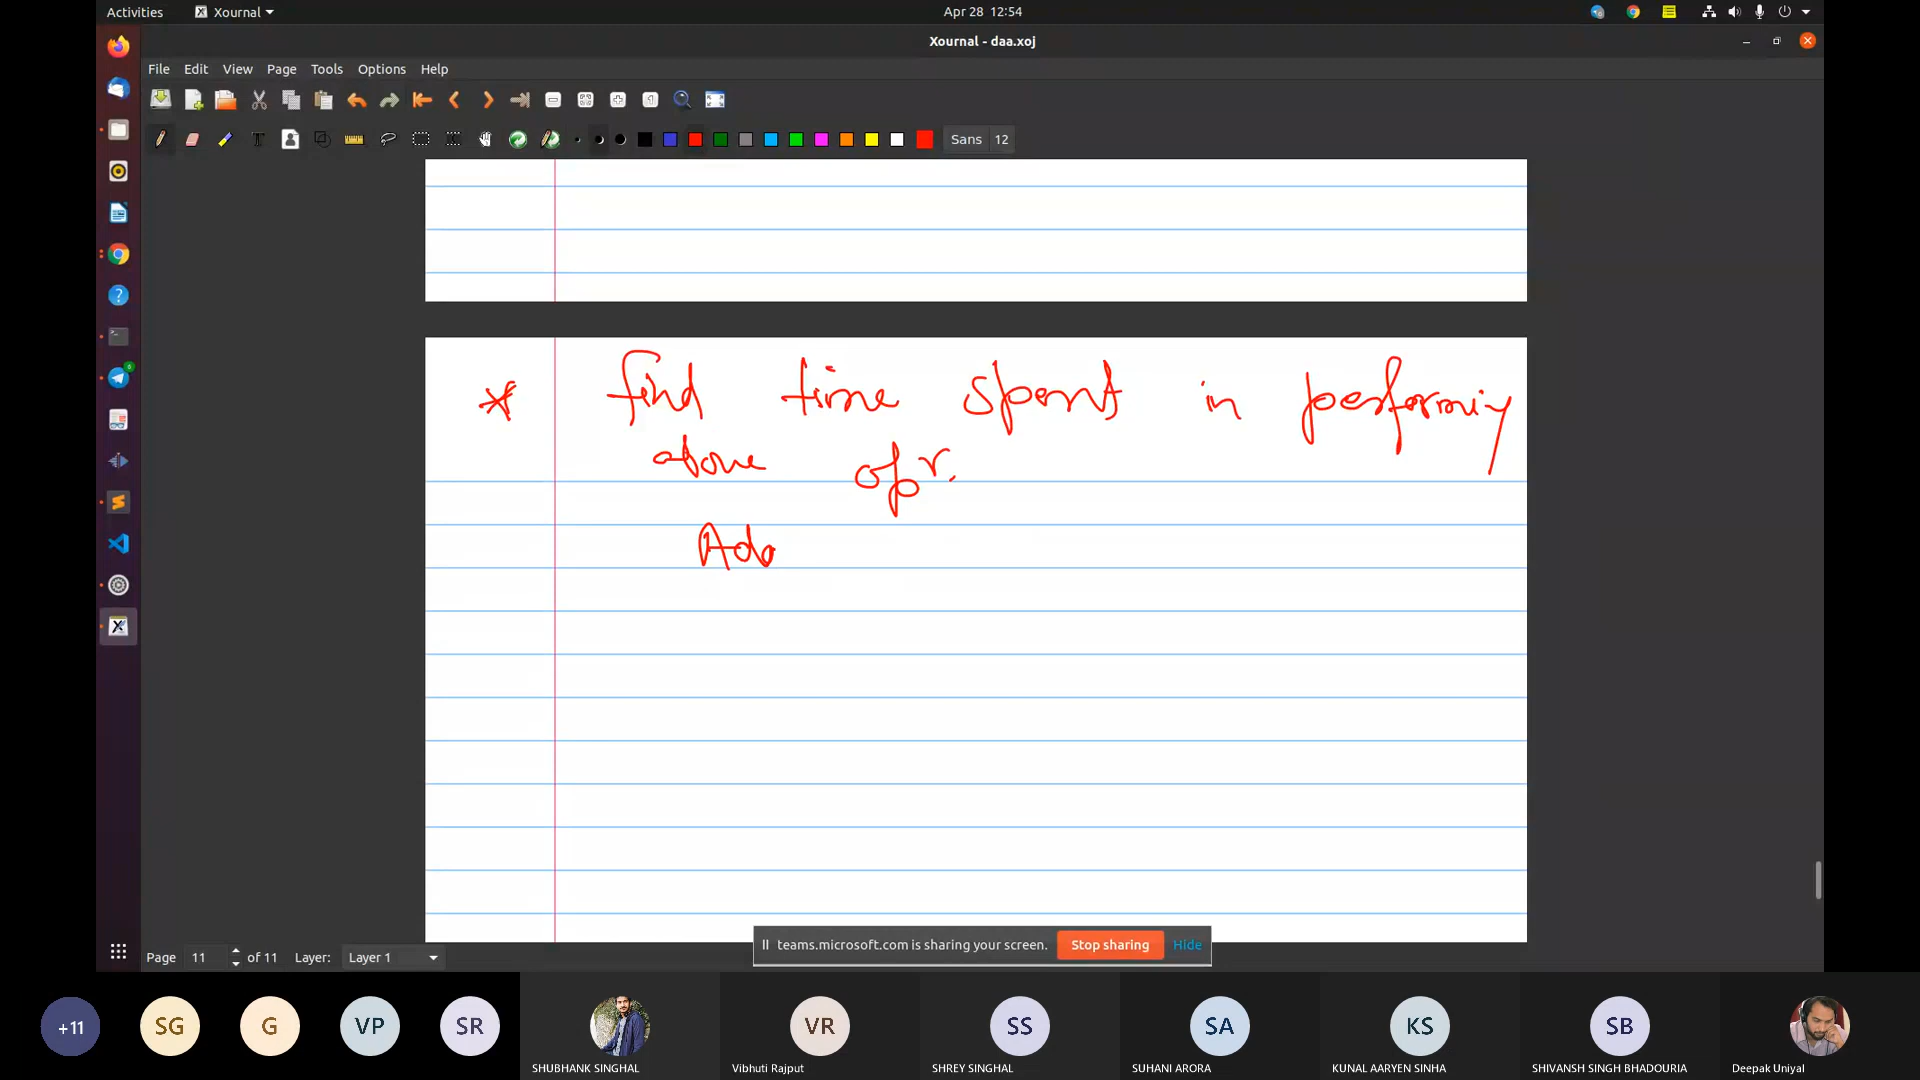 Activities Xournal Apr 28 12:54
Xournal - daa.xoj
File Edit View Page Tools Options Help
Sans 12
* find time spent in performing
above opr.
Add
Page 11 of 11 Layer: Layer 1
teams.microsoft.com is sharing your screen. Stop sharing Hide
+11 SG G VP SR VR SS SA KS SB
SHUBHANK SINGHAL Vibhuti Rajput SHREY SINGHAL SUHANI ARORA KUNAL AARYEN SINHA SHIVANSH SINGH BHADOURIA Deepak Uniyal